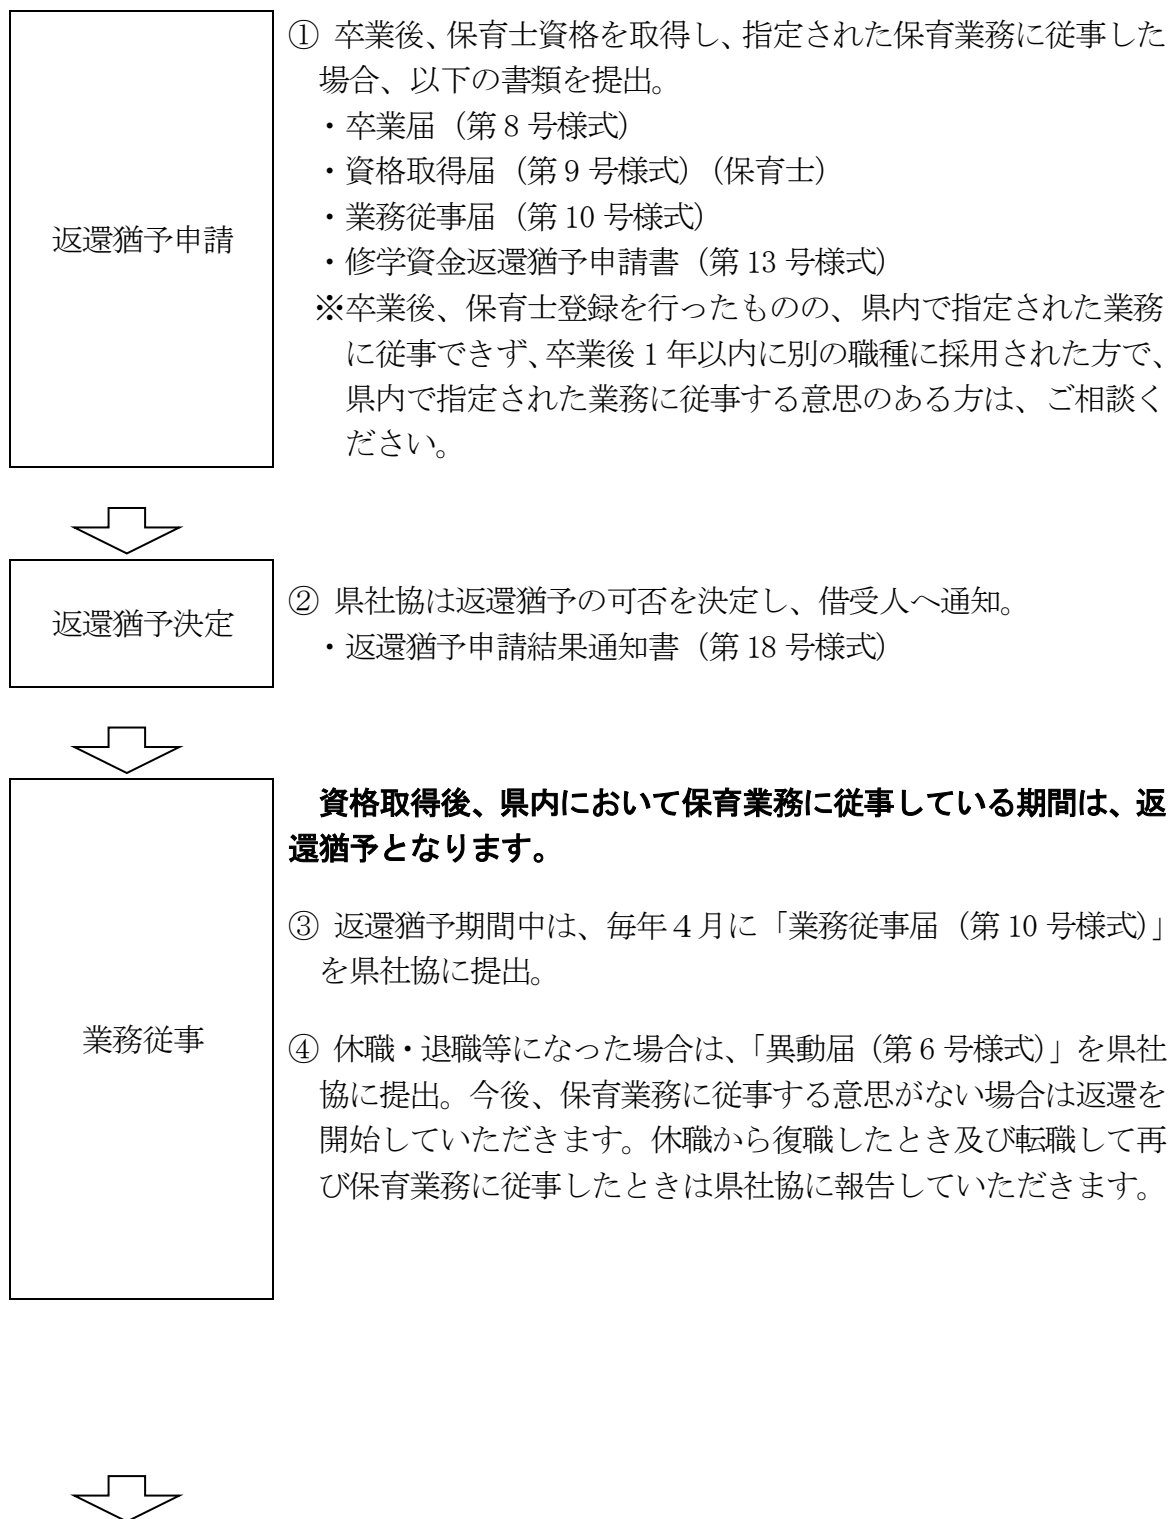 返還猶予申請
① 卒業後、保育士資格を取得し、指定された保育業務に従事した
場合、以下の書類を提出。
・卒業届（第８号様式）
・資格取得届（第９号様式）（保育士）
・業務従事届（第 10 号様式）
・修学資金返還猶予申請書（第 13 号様式）
※卒業後、保育士登録を行ったものの、県内で指定された業務
に従事できず、卒業後１年以内に別の職種に採用された方で、
県内で指定された業務に従事する意思のある方は、ご相談く
ださい。
返還猶予決定
② 県社協は返還猶予の可否を決定し、借受人へ通知。
・返還猶予申請結果通知書（第 18 号様式）
業務従事
資格取得後、県内において保育業務に従事している期間は、返
還猶予となります。
③ 返還猶予期間中は、毎年４月に「業務従事届（第 10 号様式）」
を県社協に提出。
④ 休職・退職等になった場合は、「異動届（第６号様式）」を県社
協に提出。今後、保育業務に従事する意思がない場合は返還を
開始していただきます。休職から復職したとき及び転職して再
び保育業務に従事したときは県社協に報告していただきます。